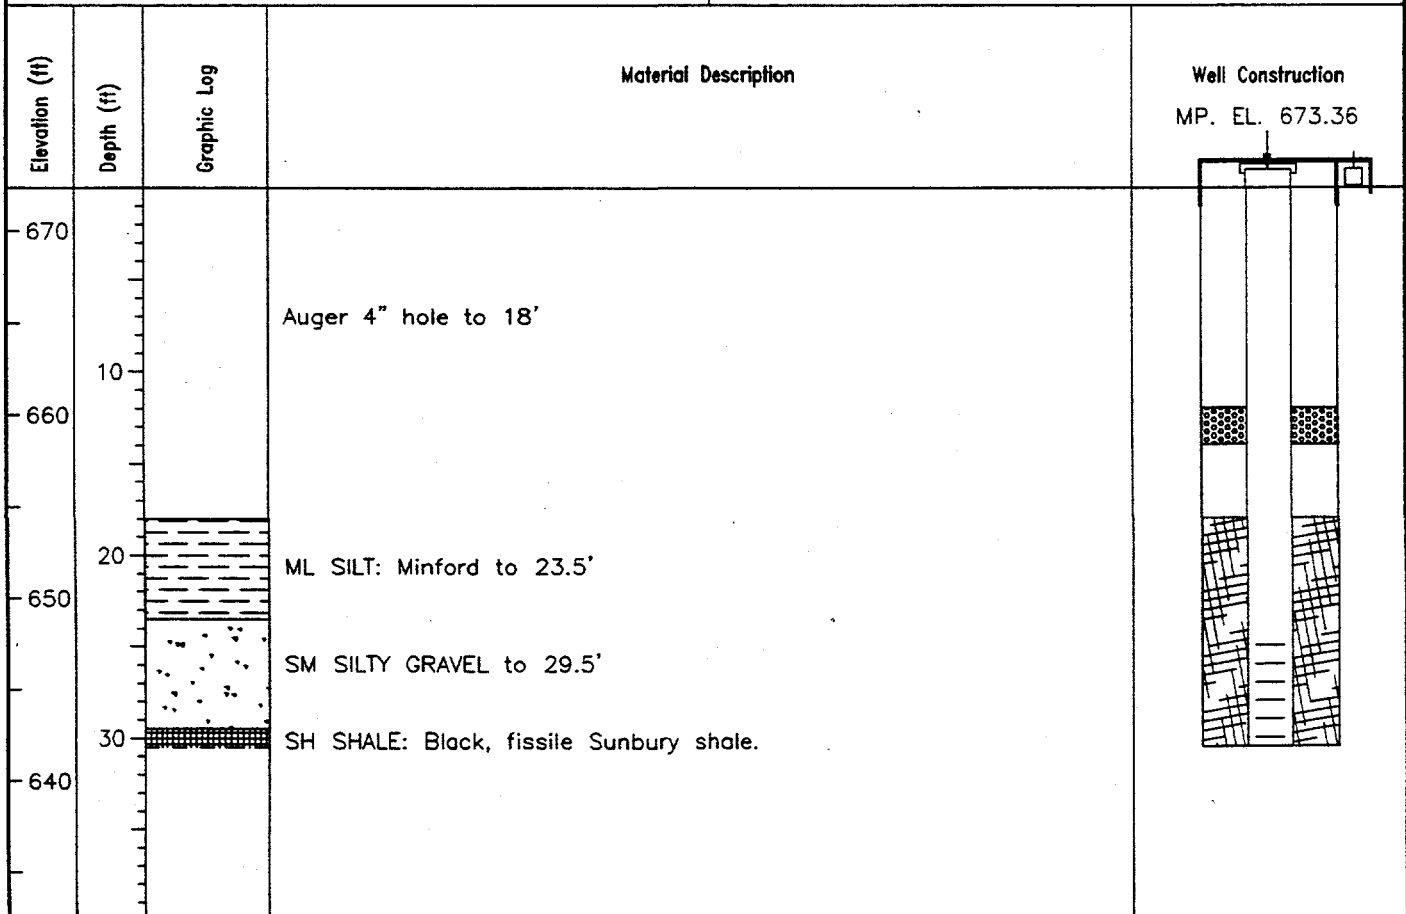 Elevation (ft)
Depth (ft)
Graphic Log
Material Description
Well Construction
MP. EL. 673.36
670
Auger 4" hole to 18'
10
660
20
ML SILT: Minford to 23.5'
650
SM SILTY GRAVEL to 29.5'
30
SH SHALE: Black, fissile Sunbury shale.
640